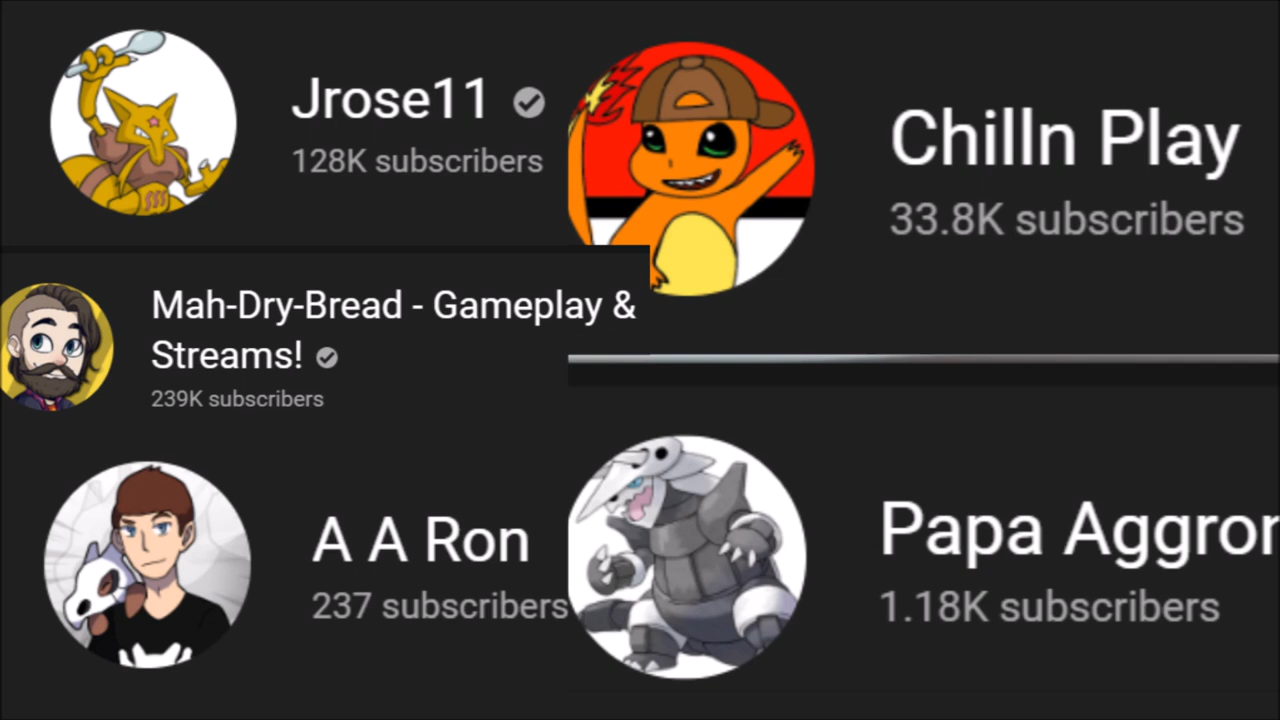 Jrose11
128K subscribers
Chilln Play
33.8K subscribers
Mah-Dry-Bread - Gameplay &
Streams!
239K subscribers
A A Ron
237 subscribers
Papa Aggron
1.18K subscribers